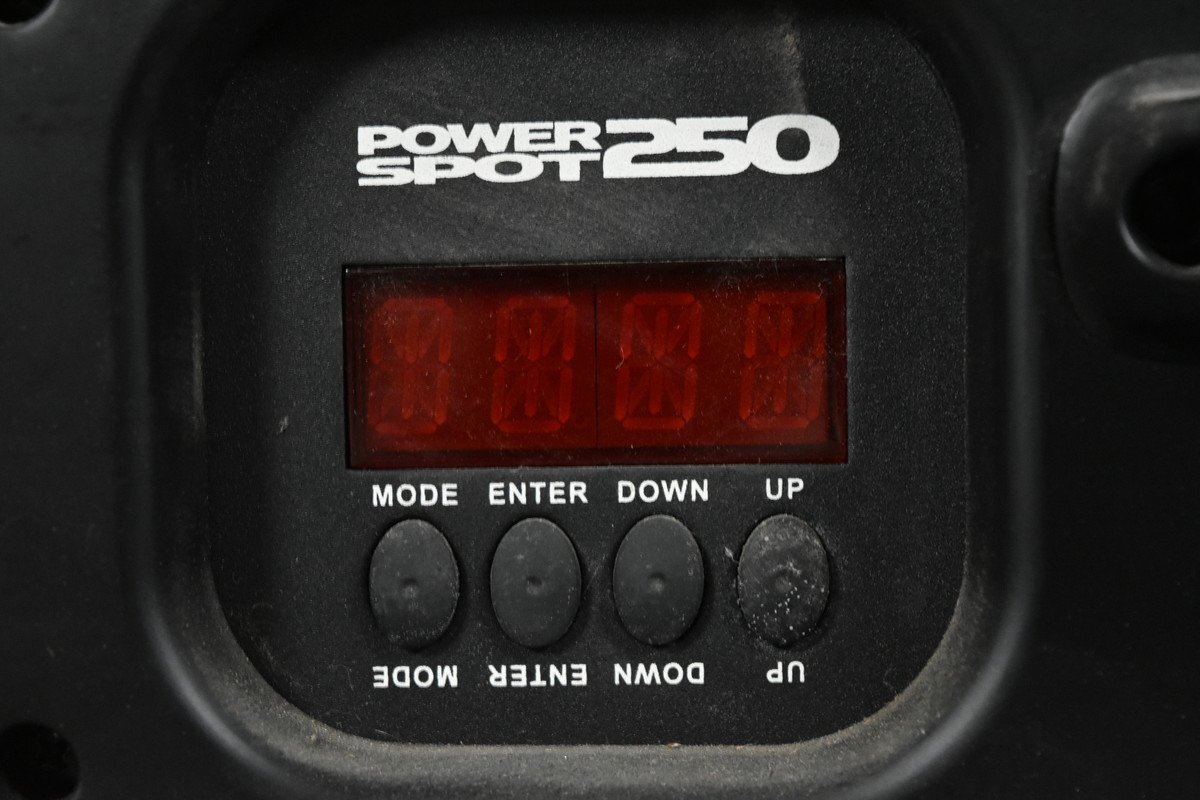 POWER
SPOT 250
MODE ENTER DOWN UP
MODE ENTER DOWN UP